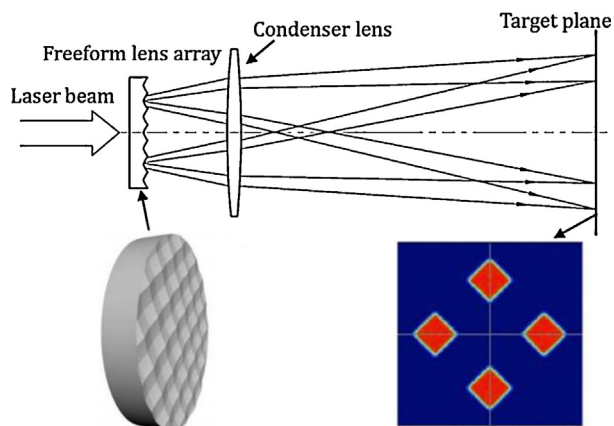 Target plane
Condenser lens
Freeform lens array
Laser beam